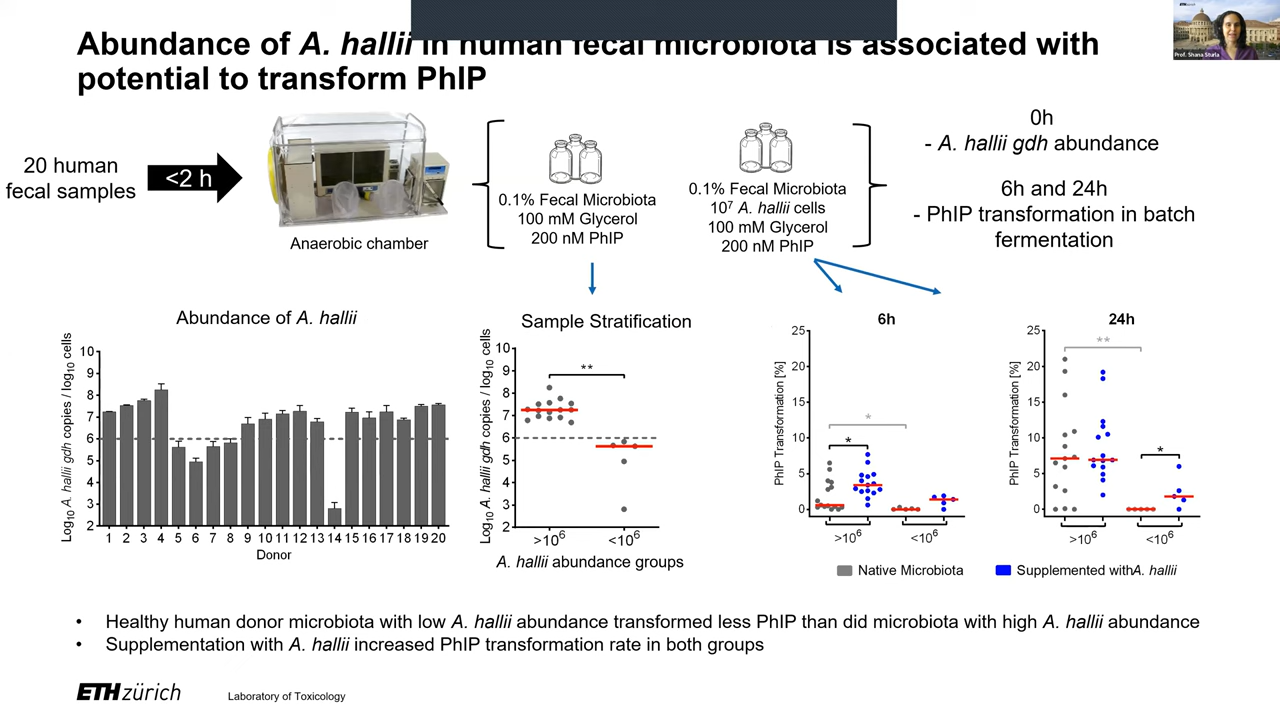 Abundance of A. hallii in human fecal microbiota is associated with
potential to transform PhIP
ETH zürich
Prof. Shana Sturla
20 human
fecal samples
<2 h
Anaerobic chamber
0.1% Fecal Microbiota
100 mM Glycerol
200 nM PhIP
0.1% Fecal Microbiota
10⁷ A. hallii cells
100 mM Glycerol
200 nM PhIP
0h
- A. hallii gdh abundance
6h and 24h
- PhIP transformation in batch
fermentation
Abundance of A. hallii
Log₁₀ A. hallii gdh copies / log₁₀ cells
10
9
8
7
6
5
4
3
2
1 2 3 4 5 6 7 8 9 10 11 12 13 14 15 16 17 18 19 20
Donor
Sample Stratification
Log₁₀ A. hallii gdh copies / log₁₀ cells
10
9
8
7
6
5
4
3
2
**
>10⁶ <10⁶
A. hallii abundance groups
6h
PhIP Transformation [%]
25
20
15
10
5
0
*
*
>10⁶ <10⁶
24h
PhIP Transformation [%]
25
20
15
10
5
0
**
*
>10⁶ <10⁶
Native Microbiota
Supplemented withA. hallii
• Healthy human donor microbiota with low A. hallii abundance transformed less PhIP than did microbiota with high A. hallii abundance
• Supplementation with A. hallii increased PhIP transformation rate in both groups
ETH zürich
Laboratory of Toxicology